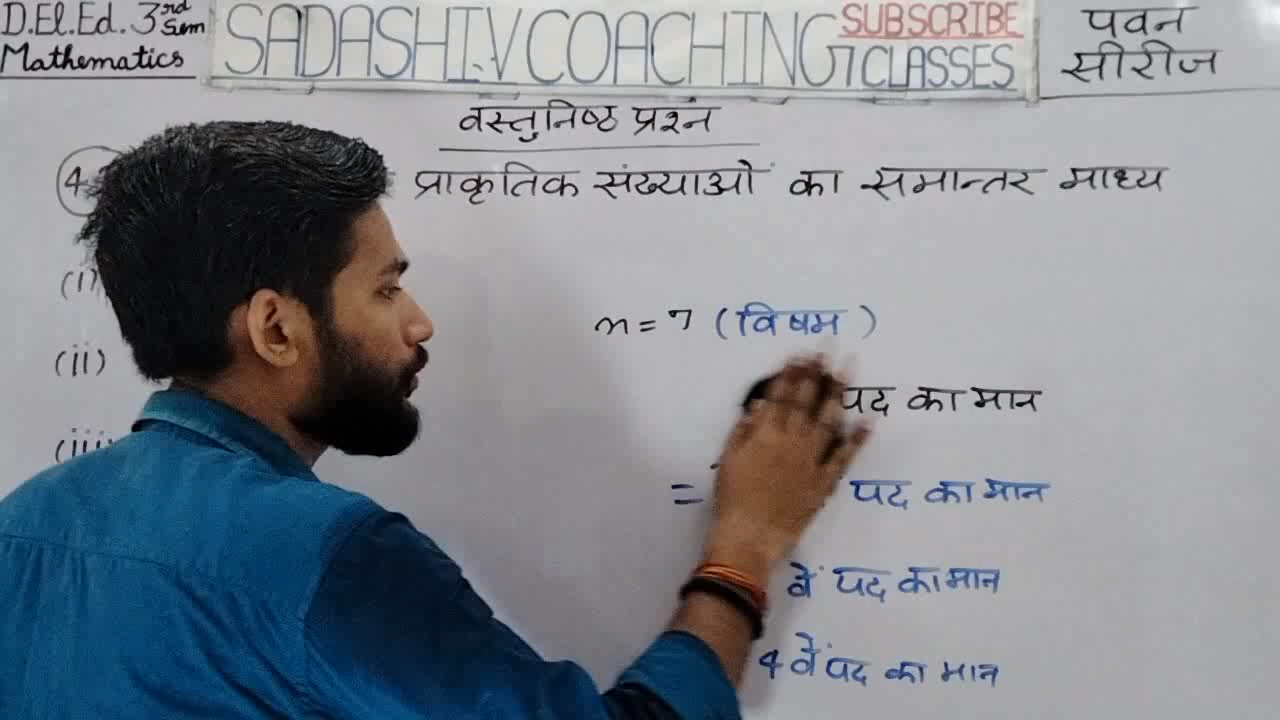 D.El.Ed. 3rd Sem
Mathematics
SADASHIV COACHING CLASSES
SUBSCRIBE
पवन
सीरीज
वस्तुनिष्ठ प्रश्न
4 प्राकृतिक संख्याओं का समान्तर माध्य
(i)
n = 7 (विषम)
(ii)
पद का मान
(iii)
= पद का मान
वें पद का मान
4 वें पद का मान